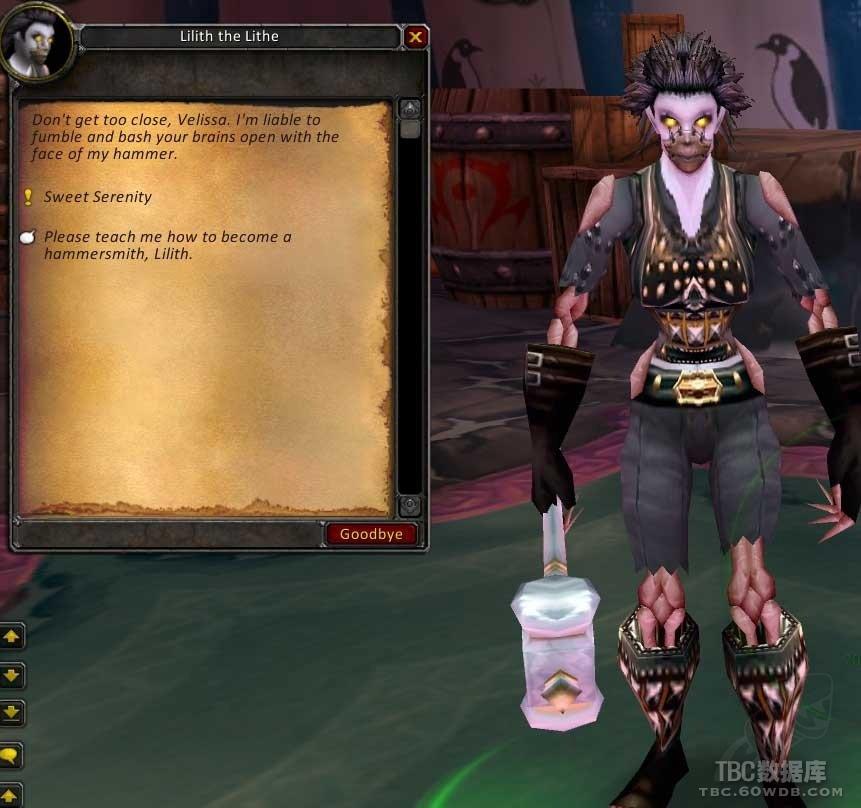 Lilith the Lithe
Don't get too close, Velissa. I'm liable to
fumble and bash your brains open with the
face of my hammer.
Sweet Serenity
Please teach me how to become a
hammersmith, Lilith.
Goodbye
TBC数据库
TBC.60WDB.COM